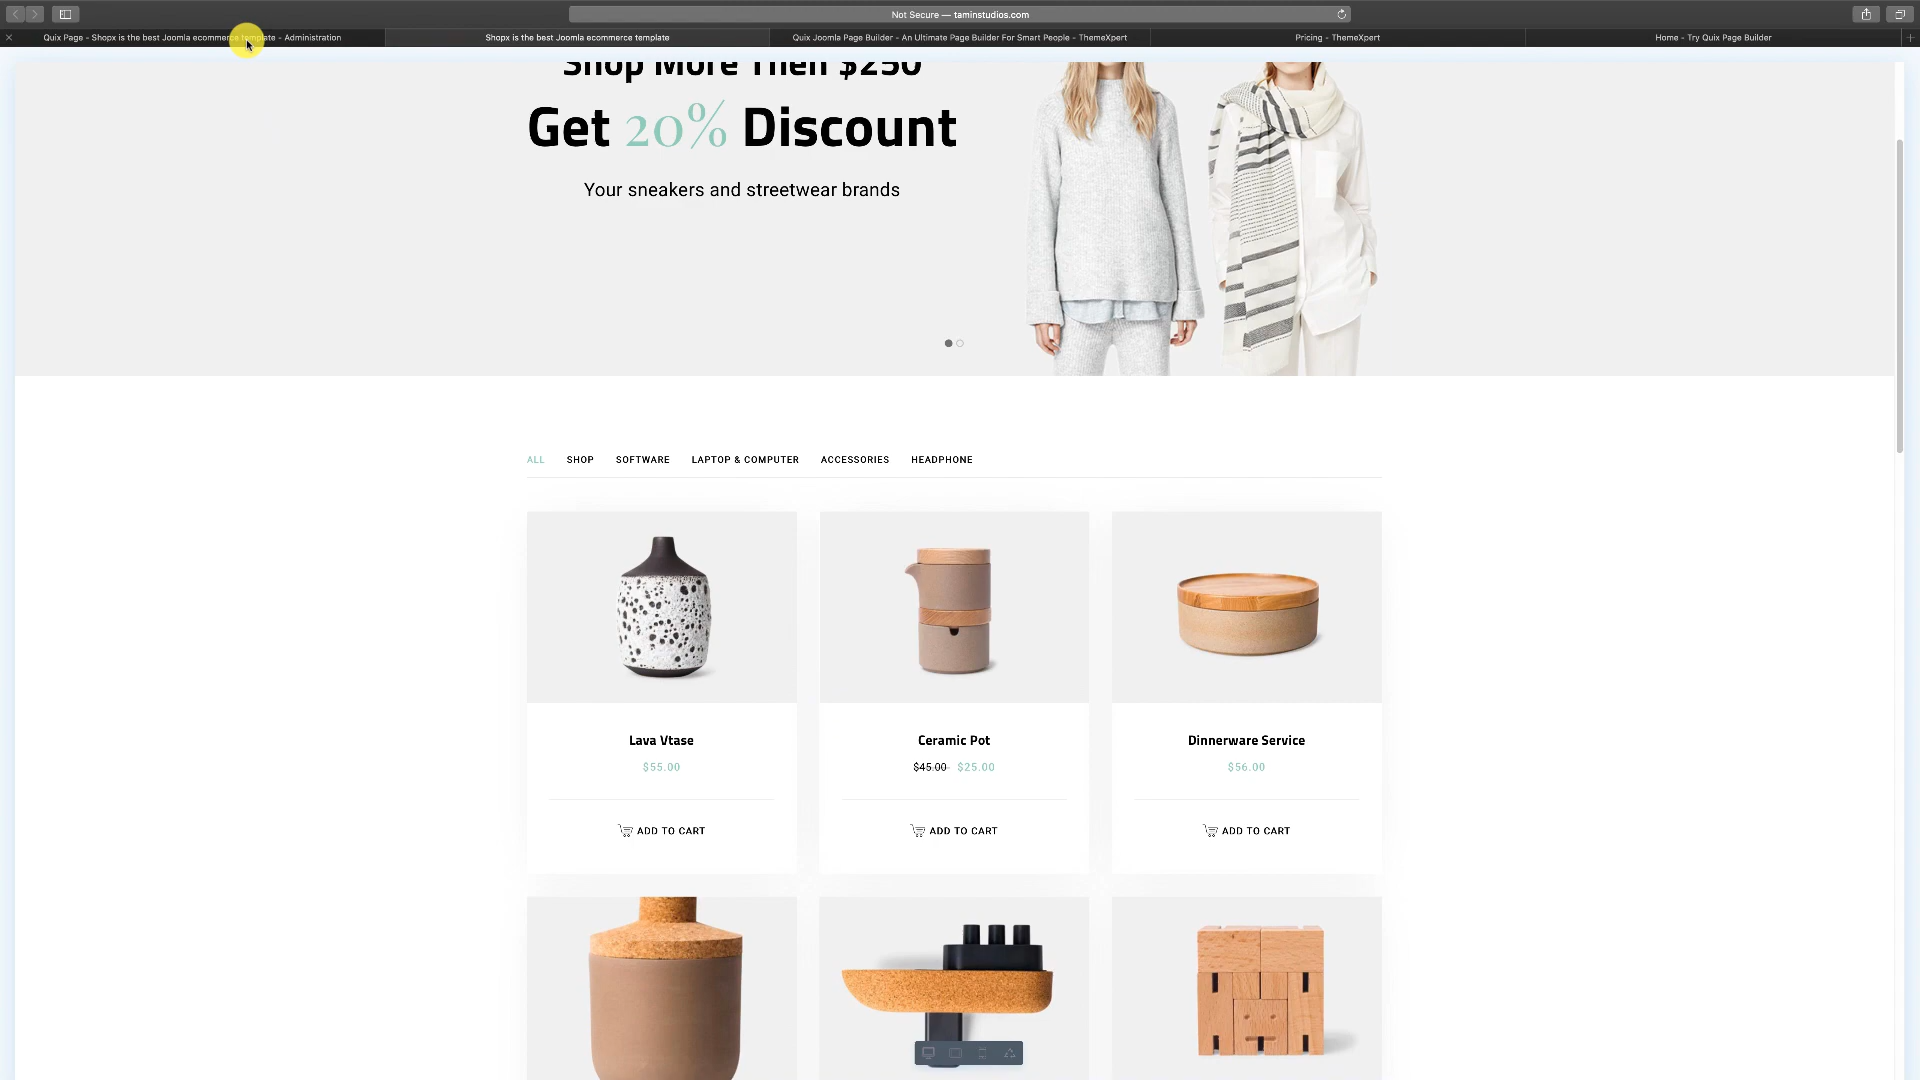 Not Secure — taminstudios.com
Quix Page - Shopx is the best Joomla ecommerce template - Administration
Shopx is the best Joomla ecommerce template
Quix Joomla Page Builder - An Ultimate Page Builder For Smart People - ThemeXpert
Pricing - ThemeXpert
Home - Try Quix Page Builder
Shop More Then $250
Get 20% Discount
Your sneakers and streetwear brands
ALL SHOP SOFTWARE LAPTOP & COMPUTER ACCESSORIES HEADPHONE
Lava Vtase
$55.00
ADD TO CART
Ceramic Pot
$45.00 $25.00
ADD TO CART
Dinnerware Service
$56.00
ADD TO CART